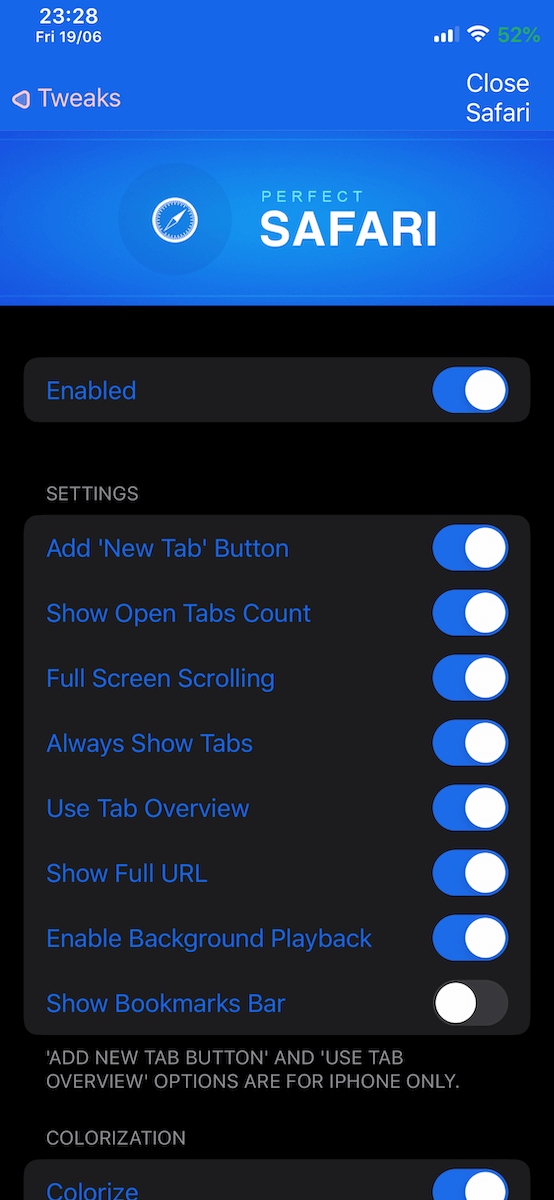 23:28
Fri 19/06
52%
Tweaks
Close
Safari
PERFECT
SAFARI
Enabled
SETTINGS
Add 'New Tab' Button
Show Open Tabs Count
Full Screen Scrolling
Always Show Tabs
Use Tab Overview
Show Full URL
Enable Background Playback
Show Bookmarks Bar
'ADD NEW TAB BUTTON' AND 'USE TAB
OVERVIEW' OPTIONS ARE FOR IPHONE ONLY.
COLORIZATION
Colorize